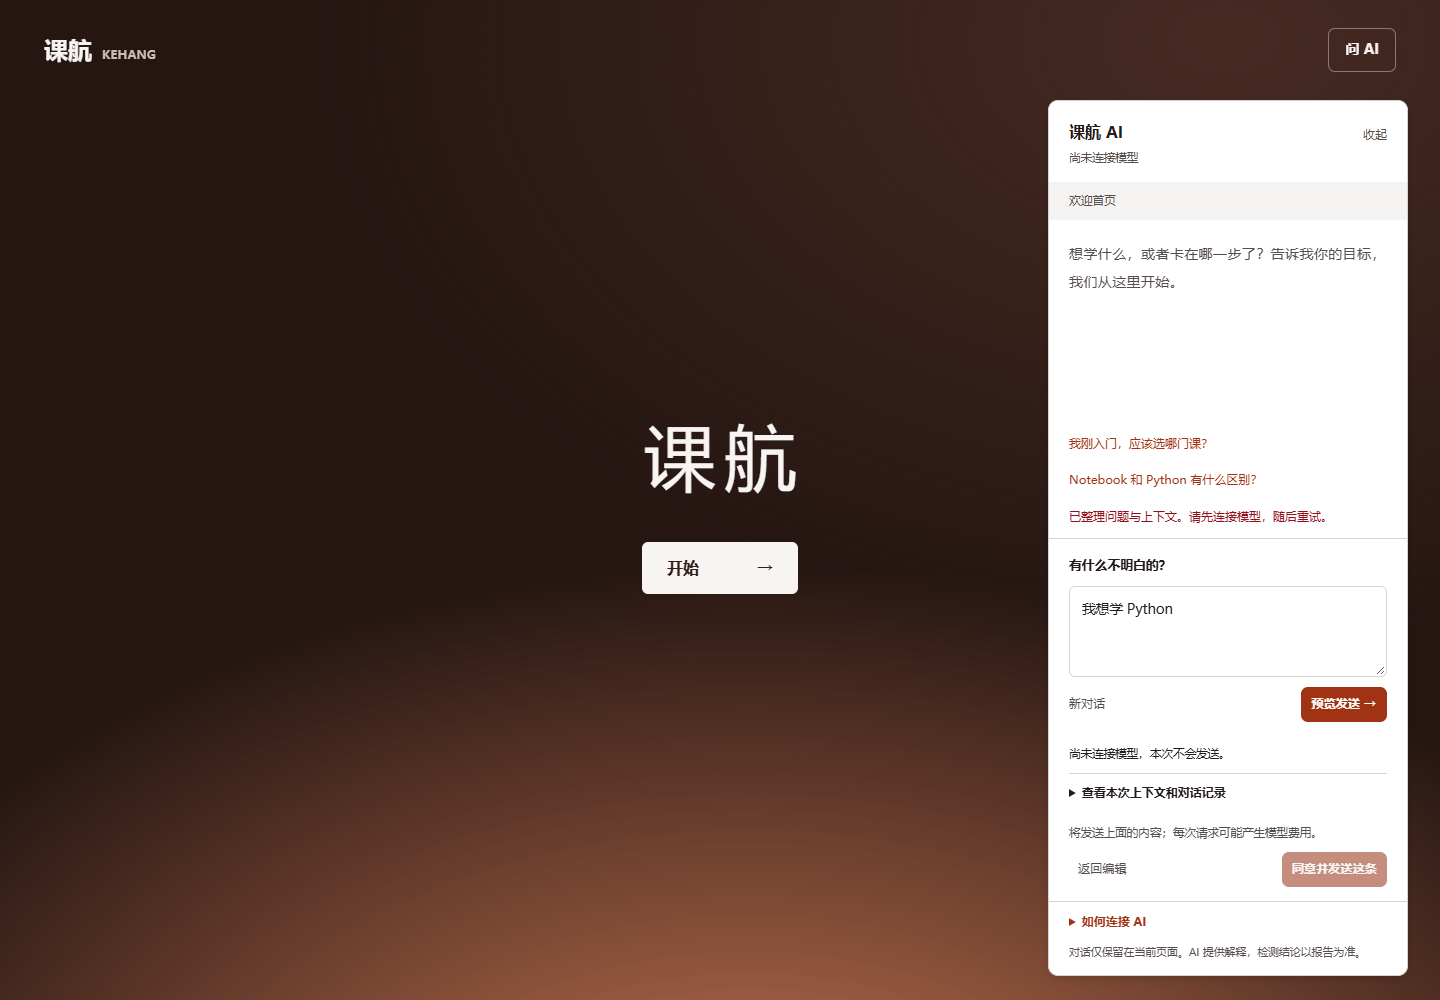 课航 KEHANG
问 AI
课航 AI
收起
尚未连接模型
欢迎首页
想学什么，或者卡在哪一步了？告诉我你的目标，
我们从这里开始。
我刚入门，应该选哪门课？
Notebook 和 Python 有什么区别？
已整理问题与上下文。请先连接模型，随后重试。
课航
开始 →
有什么不明白的？
我想学 Python
新对话
预览发送 →
尚未连接模型，本次不会发送。
▶ 查看本次上下文和对话记录
将发送上面的内容；每次请求可能产生模型费用。
返回编辑
同意并发送这条
▶ 如何连接 AI
对话仅保留在当前页面。AI 提供解释，检测结论以报告为准。